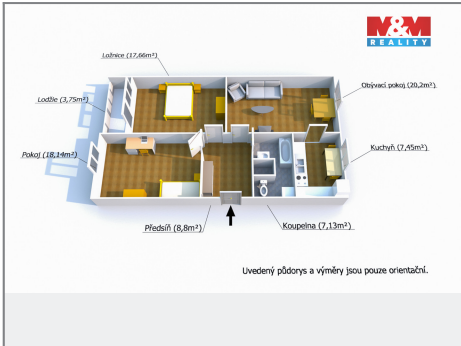 M&M
REALITY
Ložnice (17,66m²)
Obývací pokoj (20,2m²)
Lodžie (3,75m²)
Kuchyň (7,45m²)
Pokoj (18,14m²)
Předsíň (8,8m²)
Koupelna (7,13m²)
Uvedený půdorys a výměry jsou pouze orientační.